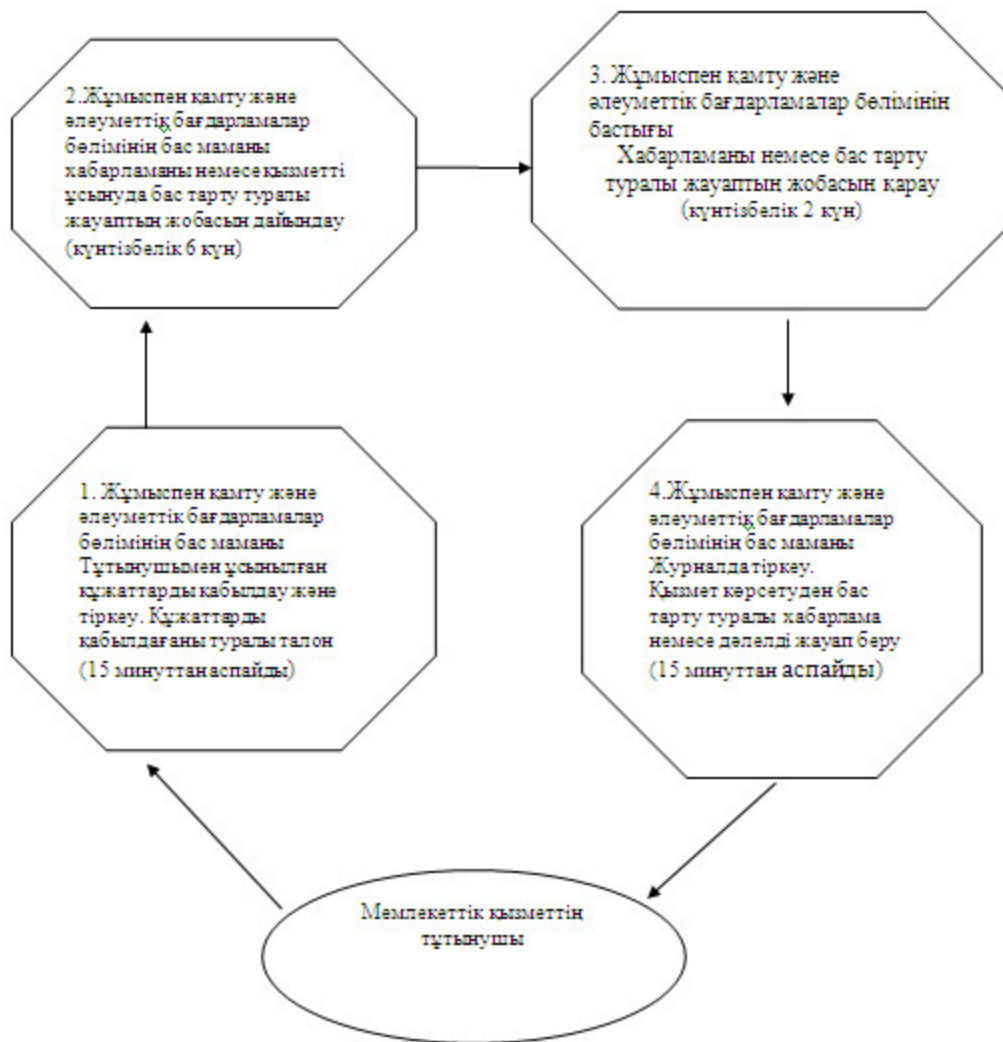 2.Жұмыспен қамту және
әлеуметтік бағдарламалар
бөлімінің бас маманы
хабарламаны немесе қызметті
ұсынуда бас тарту туралы
жауаптың жобасын дайындау
(күнтізбелік 6 күн)
3. Жұмыспен қамту және
әлеуметтік бағдарламалар бөлімінің
бастығы
Хабарламаны немесе бас тарту
туралы жауаптың жобасын қарау
(күнтізбелік 2 күн)
1. Жұмыспен қамту және
әлеуметтік бағдарламалар
бөлімінің бас маманы
Тұтынушымен ұсынылған
құжаттарды қабылдау және
тіркеу. Құжаттарды
қабылдағаны туралы талон
(15 минуттан аспайды)
4.Жұмыспен қамту және
әлеуметтік бағдарламалар
бөлімінің бас маманы
Журналда тіркеу.
Қызмет көрсетуден бас
тарту туралы хабарлама
немесе дәлелді жауап беру
(15 минуттан аспайды)
Мемлекеттік қызметтің
тұтынушы